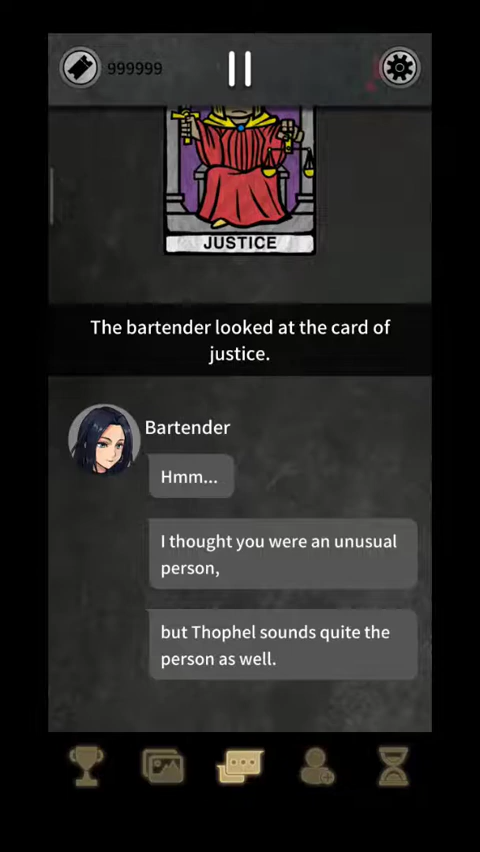 999999
JUSTICE
The bartender looked at the card of
justice.
Bartender
Hmm...
I thought you were an unusual
person,
but Thophel sounds quite the
person as well.